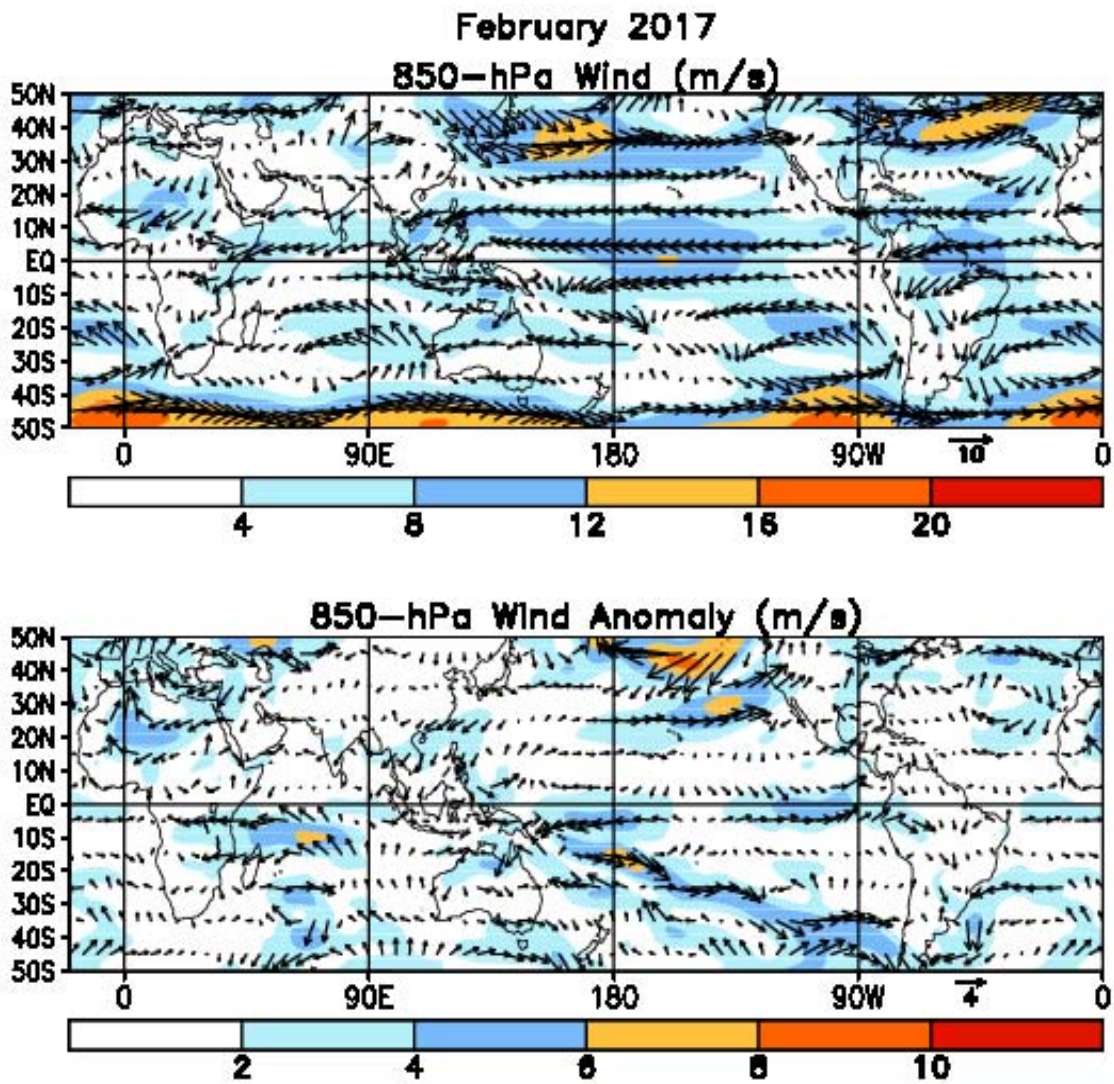 February 2017
850-hPa Wind (m/s)
50N
40N
30N
20N
10N
EQ
10S
20S
30S
40S
50S
0 90E 180 90W 10 0
4 8 12 16 20
850-hPa Wind Anomaly (m/s)
50N
40N
30N
20N
10N
EQ
10S
20S
30S
40S
50S
0 90E 180 90W 4 0
2 4 6 8 10